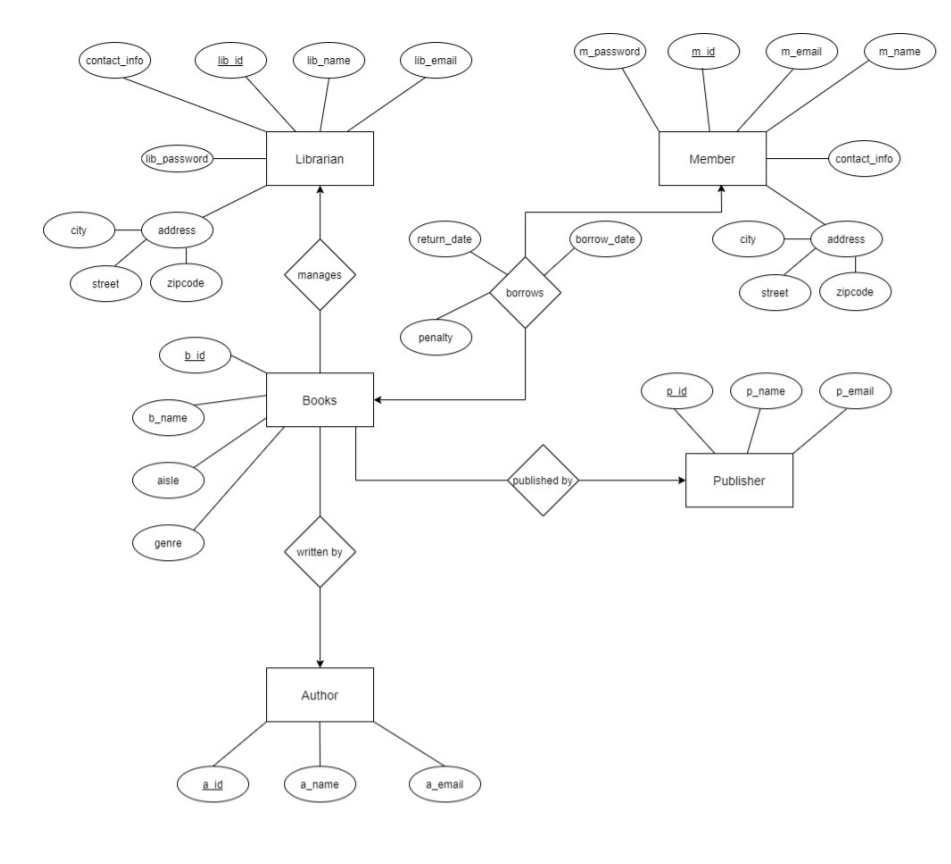 contact_info
lib_id
lib_name
lib_email
m_password
m_id
m_email
m_name
Librarian
Member
lib_password
contact_info
city
address
street
zipcode
manages
return_date
borrow_date
borrows
penalty
city
address
street
zipcode
b_id
Books
b_name
aisle
genre
p_id
p_name
p_email
published by
Publisher
written by
Author
a_id
a_name
a_email